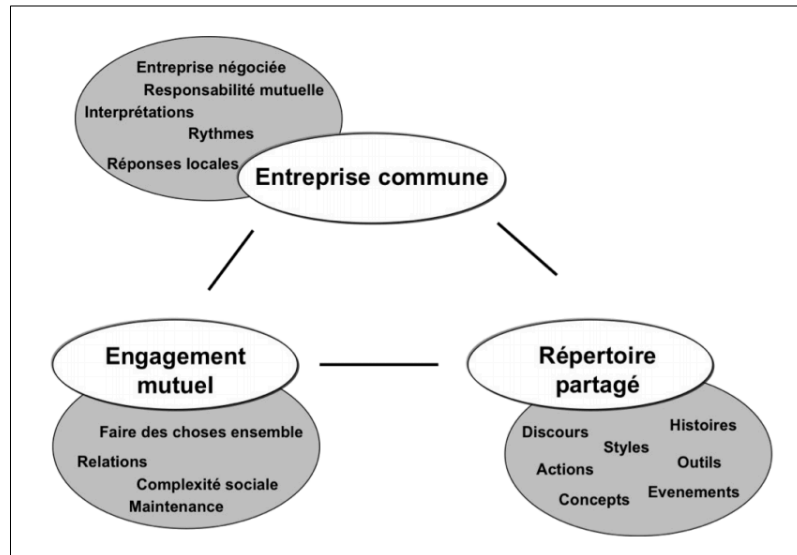 Entreprise négociée
Responsabilité mutuelle
Interprétations
Rythmes
Réponses locales
Entreprise commune
Engagement
mutuel
Faire des choses ensemble
Relations
Complexité sociale
Maintenance
Répertoire
partagé
Histoires
Discours
Styles
Outils
Actions
Evenements
Concepts